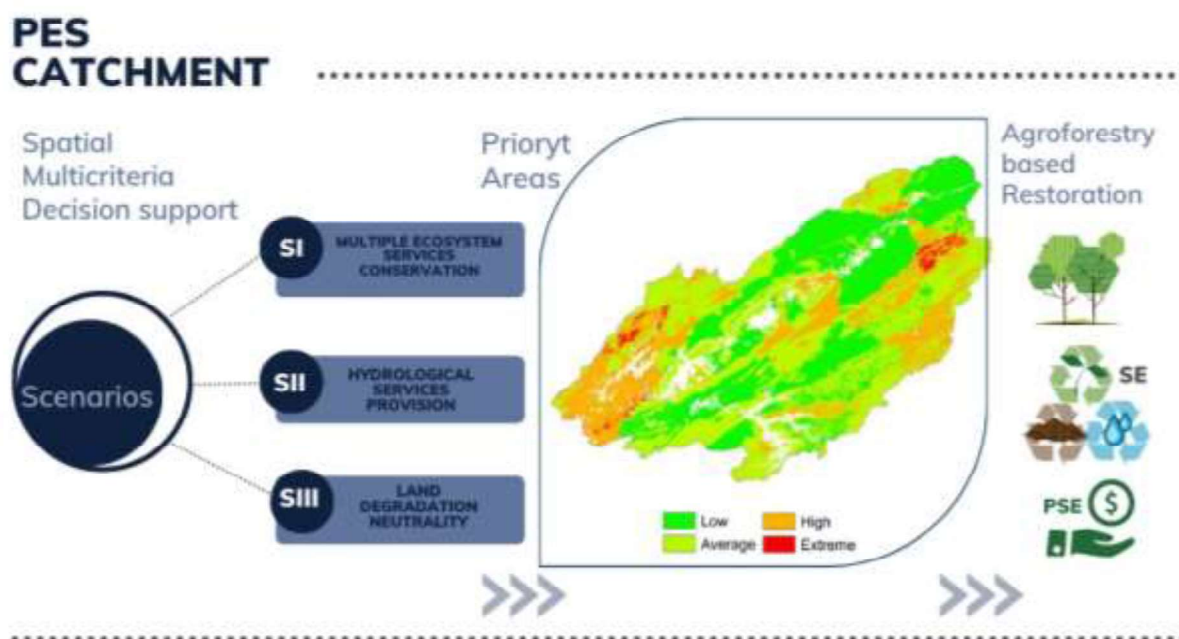 PES
CATCHMENT
Spatial
Multicriteria
Decision support
Scenarios
SI
MULTIPLE ECOSYSTEM
SERVICES
CONSERVATION
SII
HYDROLOGICAL
SERVICES
PROVISION
SIII
LAND
DEGRADATION
NEUTRALITY
Prioryt
Areas
Low
High
Average
Extreme
Agroforestry
based
Restoration
SE
PSE
$